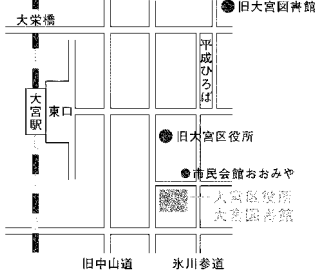 旧大宮図書館
大栄橋
平成ひろば
大宮駅
東口
旧大宮区役所
市民会館おおみや
大宮区役所
大宮図書館
旧中山道
氷川参道